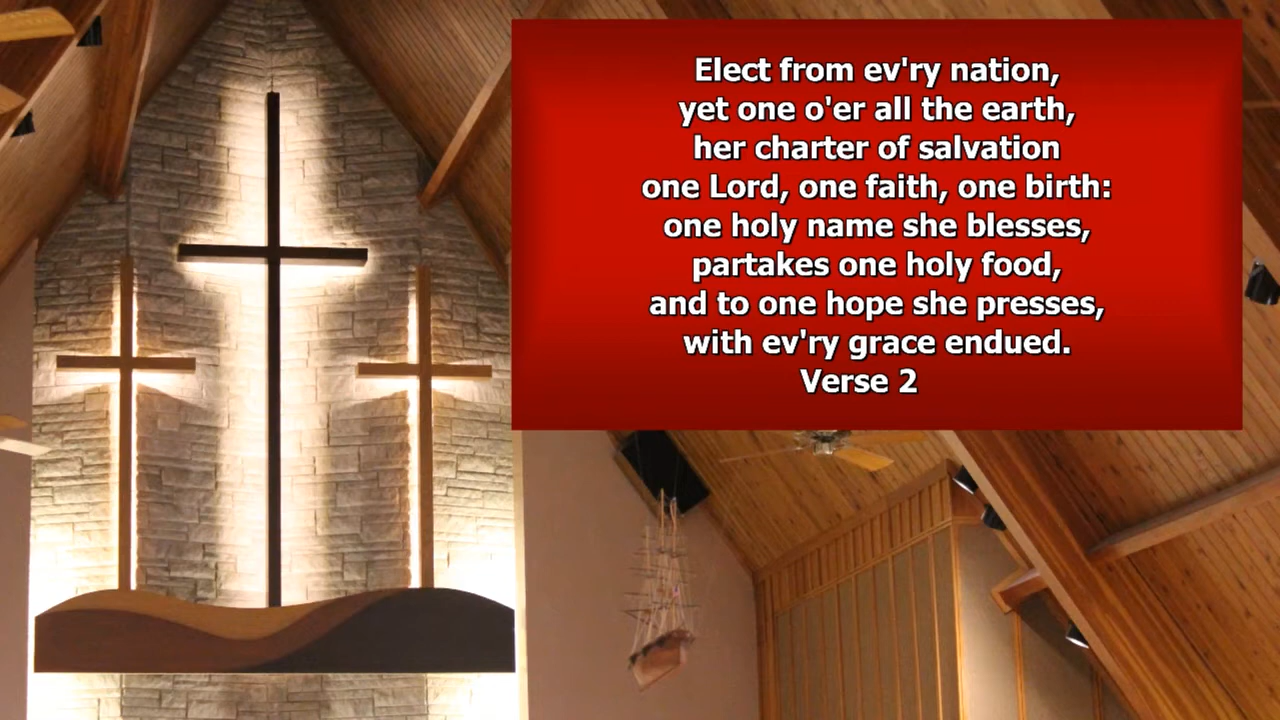 Elect from ev'ry nation,
yet one o'er all the earth,
her charter of salvation
one Lord, one faith, one birth:
one holy name she blesses,
partakes one holy food,
and to one hope she presses,
with ev'ry grace endued.
Verse 2